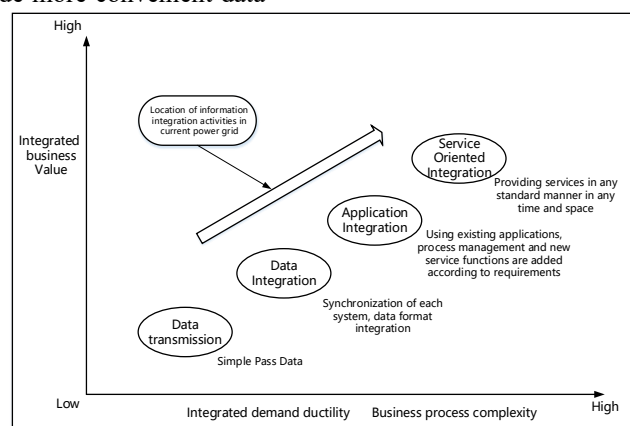 de more convenient data
High
Location of information
integration activities in
current power grid
Integrated
business
Value
Service
Oriented
Integration
Providing services in any
standard manner in any
time and space
Application
Integration
Using existing applications,
process management and new
service functions are added
according to requirements
Data
Integration
Synchronization of each
system, data format
integration
Data
transmission
Simple Pass Data
Low
Integrated demand ductility
Business process complexity
High